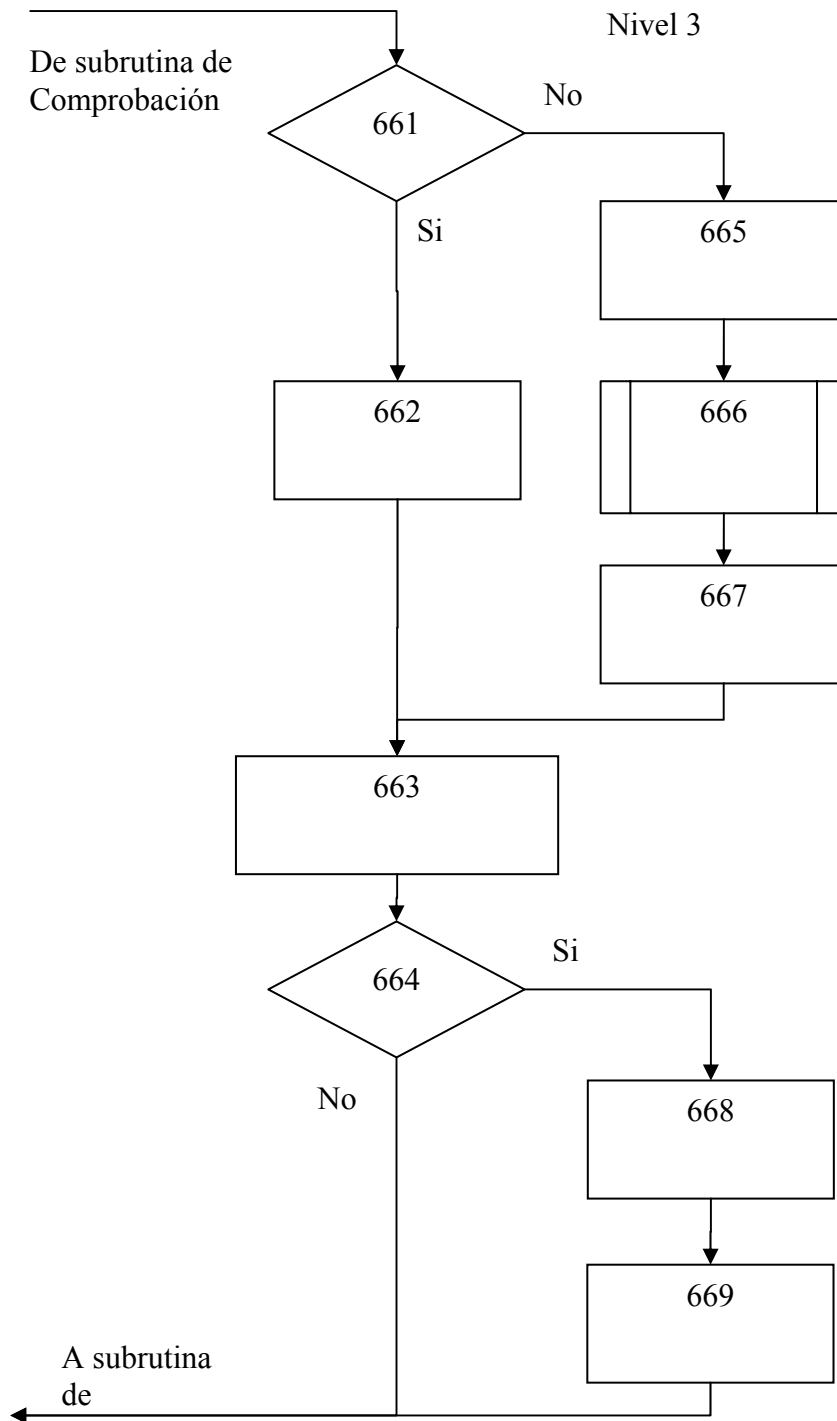 Nivel 3
De subrutina de
Comprobación
661
No
Si
665
662
666
667
663
664
Si
No
668
669
A subrutina
de